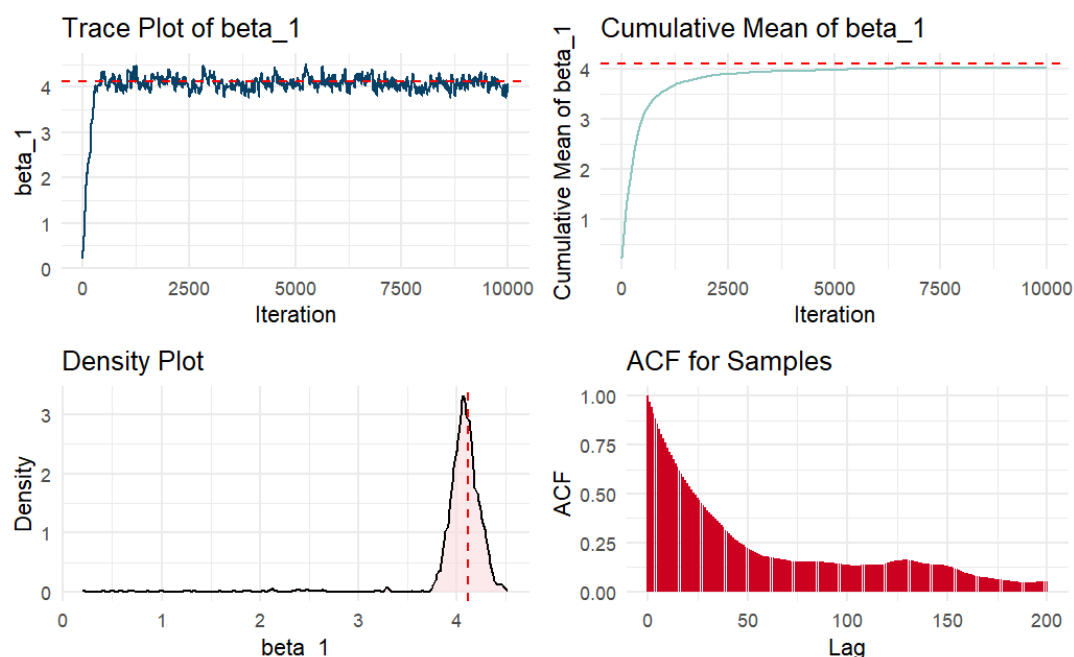 Trace Plot of beta_1
beta_1
4
3
2
1
0
0 2500 5000 7500 10000
Iteration
Cumulative Mean of beta_1
Cumulative Mean of beta_1
4
3
2
1
0 2500 5000 7500 10000
Iteration
Density Plot
Density
3
2
1
0
0 1 2 3 4
beta_1
ACF for Samples
ACF
1.00
0.75
0.50
0.25
0.00
0 50 100 150 200
Lag